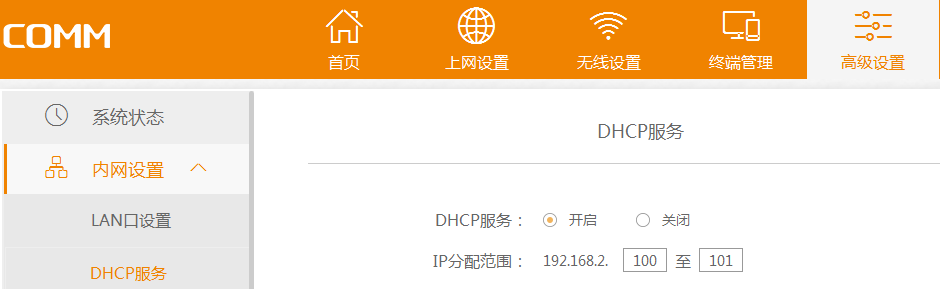 COMM
首页 上网设置 无线设置 终端管理 高级设置
系统状态
内网设置
LAN口设置
DHCP服务
DHCP服务
DHCP服务： 开启 关闭
IP分配范围： 192.168.2. 100 至 101